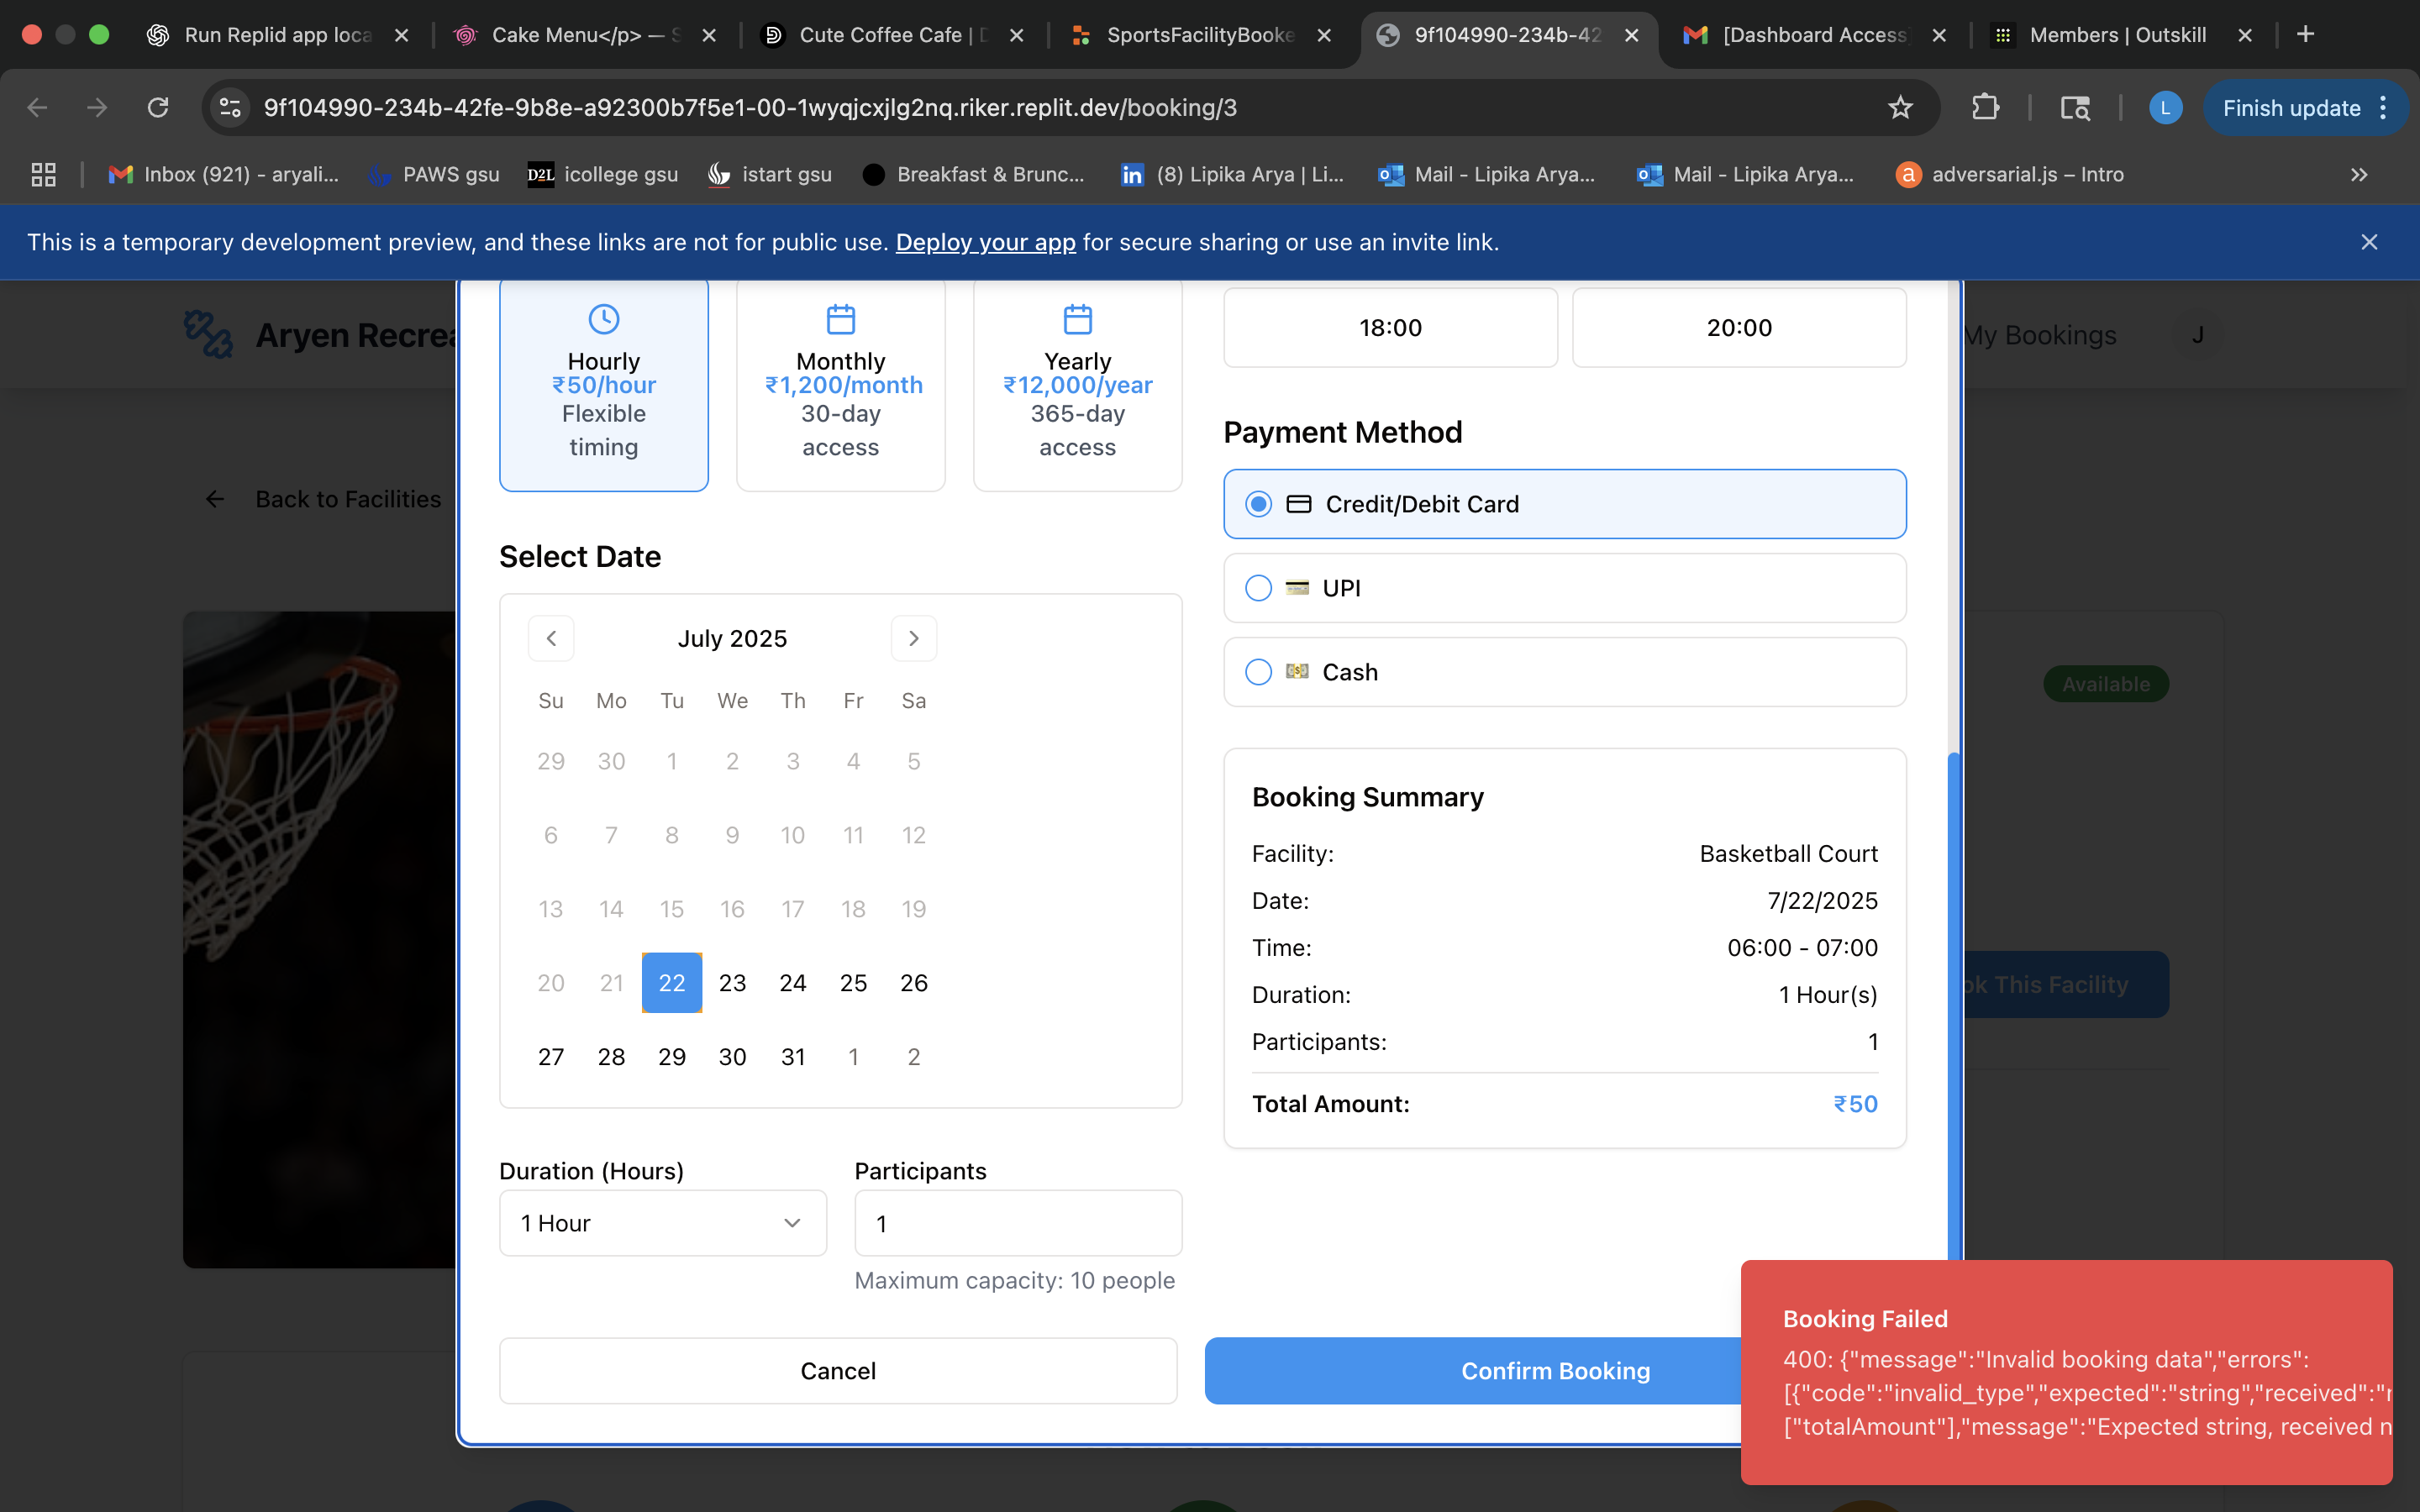 Run Replid app loca
Cake Menu</p> — S
Cute Coffee Cafe | D
SportsFacilityBooke
9f104990-234b-42
[Dashboard Access
Members | Outskill
9f104990-234b-42fe-9b8e-a92300b7f5e1-00-1wyqjcxjlg2nq.riker.replit.dev/booking/3
L
Finish update
Inbox (921) - aryali...
PAWS gsu
D2L icollege gsu
istart gsu
Breakfast & Brunc...
in (8) Lipika Arya | Li...
Mail - Lipika Arya...
Mail - Lipika Arya...
a adversarial.js – Intro
This is a temporary development preview, and these links are not for public use. Deploy your app for secure sharing or use an invite link.
Aryen Recrea
My Bookings
J
Back to Facilities
Available
ok This Facility
Hourly
₹50/hour
Flexible
timing
Monthly
₹1,200/month
30-day
access
Yearly
₹12,000/year
365-day
access
Select Date
July 2025
Su Mo Tu We Th Fr Sa
29 30 1 2 3 4 5
6 7 8 9 10 11 12
13 14 15 16 17 18 19
20 21 22 23 24 25 26
27 28 29 30 31 1 2
Duration (Hours)
1 Hour
Participants
1
Maximum capacity: 10 people
Cancel
18:00
20:00
Payment Method
Credit/Debit Card
UPI
Cash
Booking Summary
Facility: Basketball Court
Date: 7/22/2025
Time: 06:00 - 07:00
Duration: 1 Hour(s)
Participants: 1
Total Amount: ₹50
Confirm Booking
Booking Failed
400: {"message":"Invalid booking data","errors":
[{"code":"invalid_type","expected":"string","received":"n
["totalAmount"],"message":"Expected string, received n